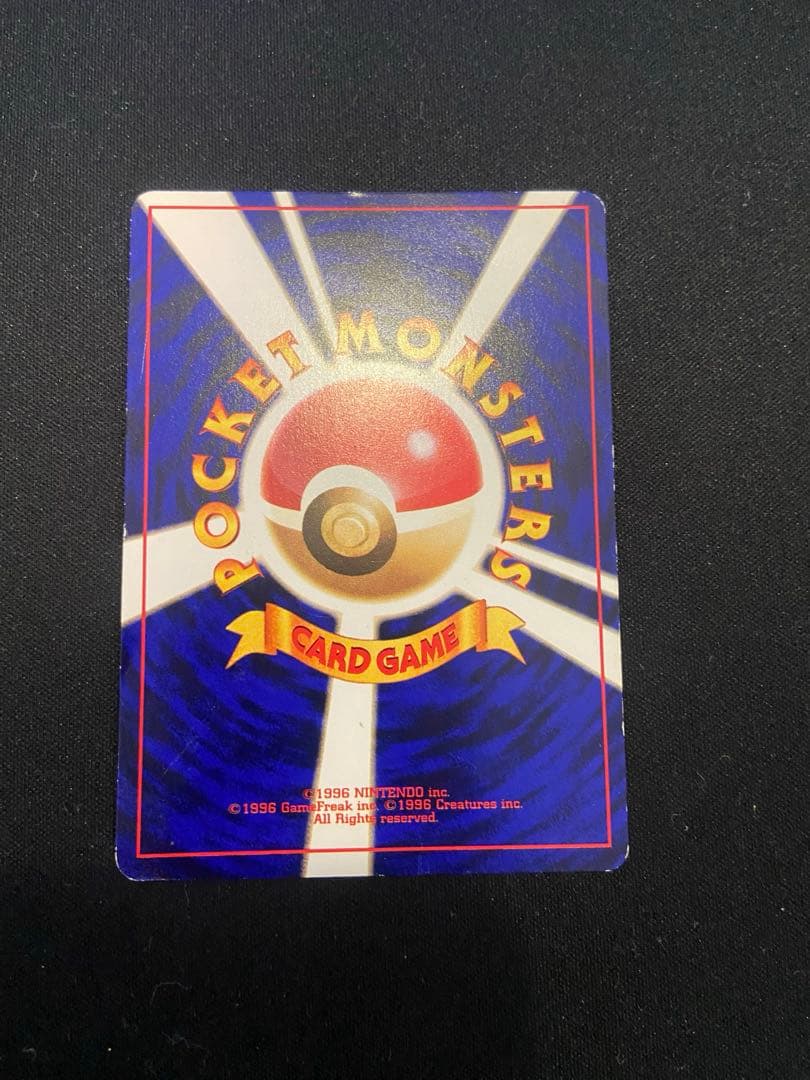 POCKET MONSTERS
CARD GAME
©1996 NINTENDO inc.
©1996 GameFreak inc. ©1996 Creatures inc.
All Rights reserved.